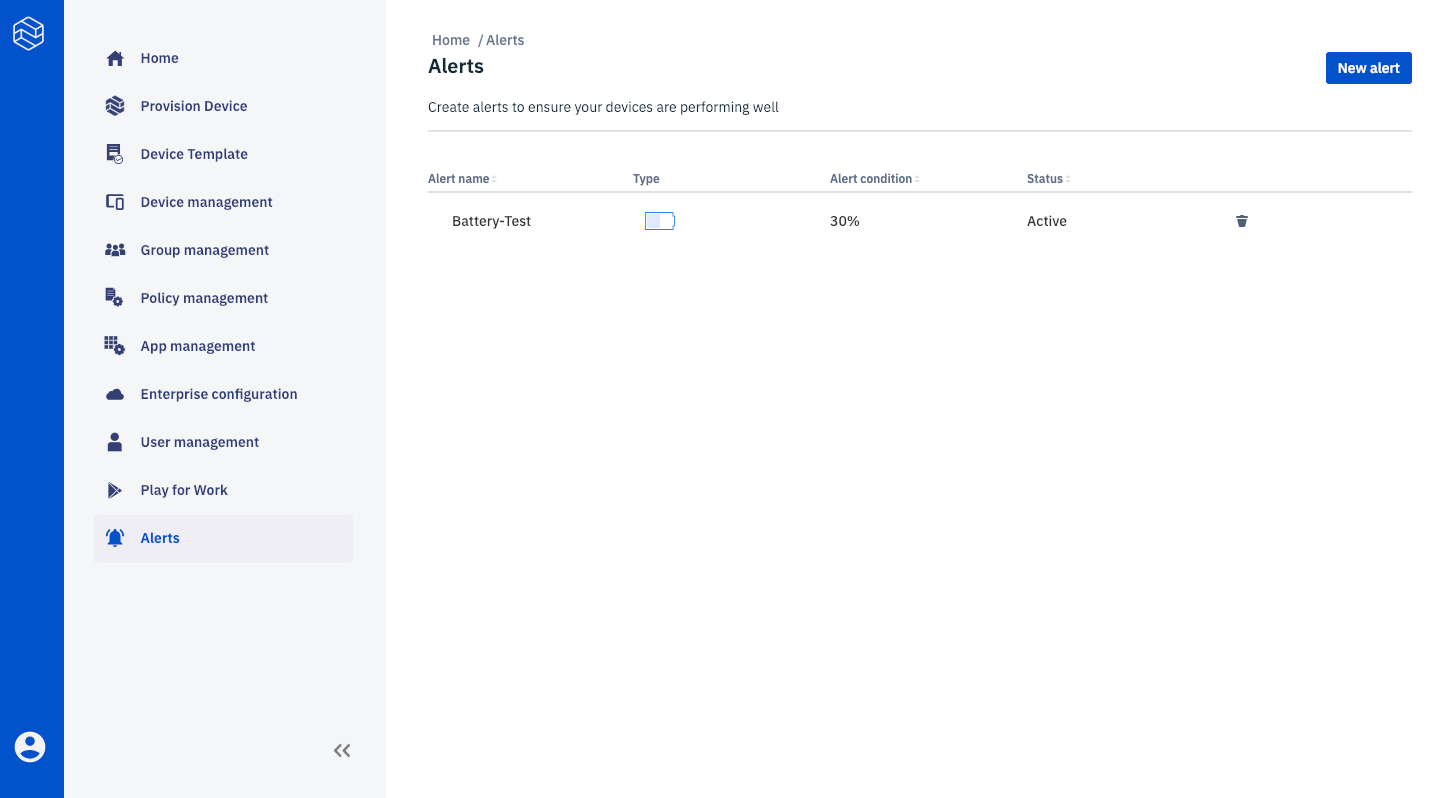 Home
Provision Device
Device Template
Device management
Group management
Policy management
App management
Enterprise configuration
User management
Play for Work
Alerts
Home / Alerts
Alerts
New alert
Create alerts to ensure your devices are performing well
Alert name Type Alert condition Status
Battery-Test 30% Active